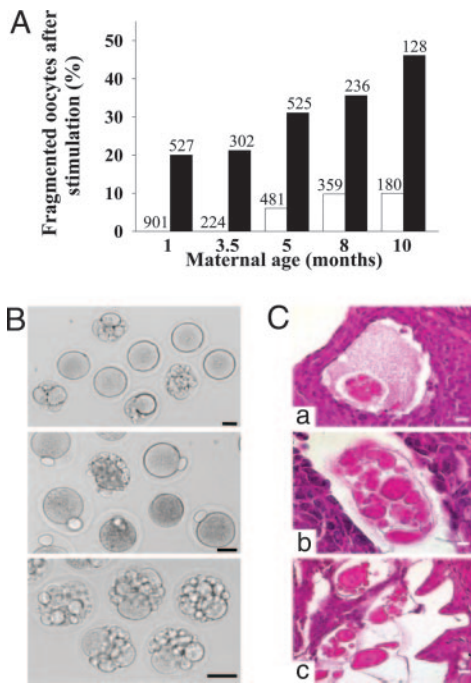 A
Fragmented oocytes after
stimulation (%)
50
40
30
20
10
0
901
527
224
302
481
525
359
236
180
128
1 3.5 5 8 10
Maternal age (months)
B
C
a
b
c